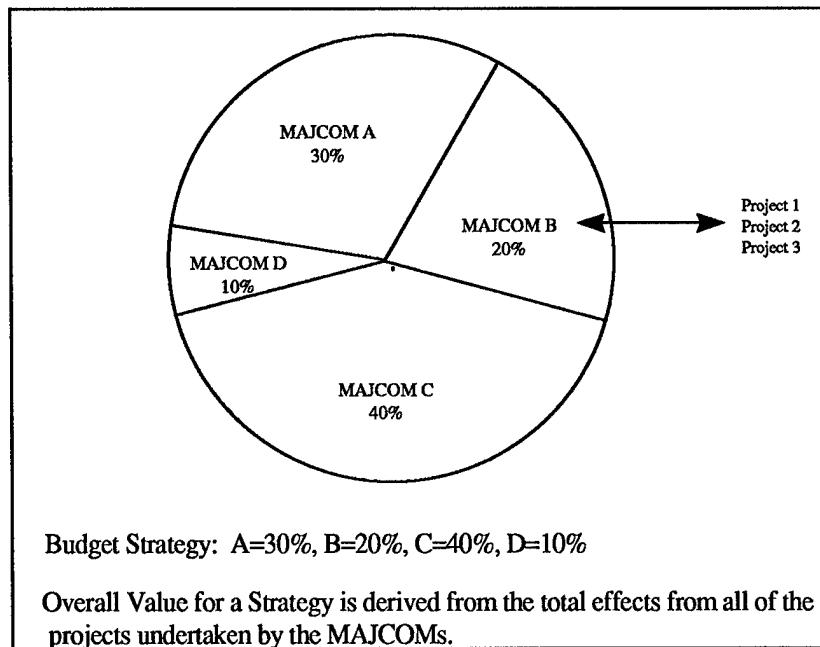 MAJCOM A
30%
MAJCOM B
20%
Project 1
Project 2
Project 3
MAJCOM D
10%
MAJCOM C
40%
Budget Strategy: A=30%, B=20%, C=40%, D=10%
Overall Value for a Strategy is derived from the total effects from all of the
projects undertaken by the MAJCOMs.